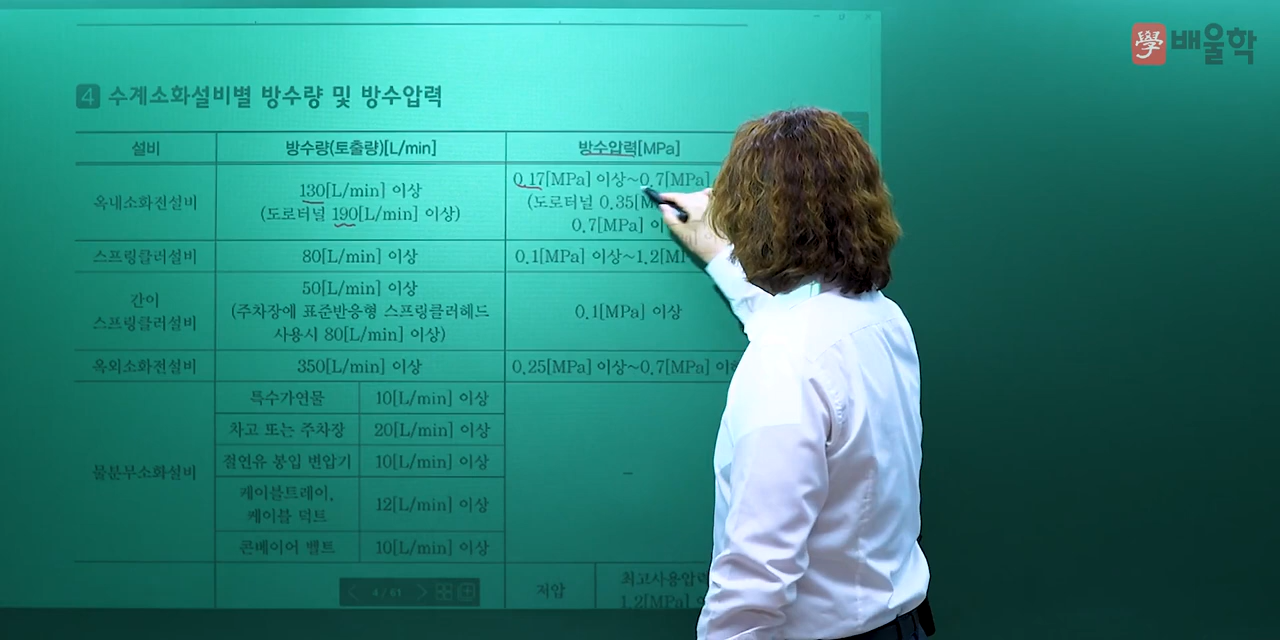 學 배울학
4 수계소화설비별 방수량 및 방수압력
설비 방수량(토출량)[L/min] 방수압력[MPa]
옥내소화전설비
130[L/min] 이상
(도로터널 190[L/min] 이상)
0.17[MPa] 이상~0.7[MPa]
(도로터널 0.35[M
0.7[MPa] 이
스프링클러설비 80[L/min] 이상 0.1[MPa] 이상~1.2[MP
간이
스프링클러설비
50[L/min] 이상
(주차장에 표준반응형 스프링클러헤드
사용시 80[L/min] 이상)
0.1[MPa] 이상
옥외소화전설비 350[L/min] 이상 0.25[MPa] 이상~0.7[MPa] 이하
물분무소화설비
특수가연물 10[L/min] 이상
차고 또는 주차장 20[L/min] 이상
절연유 봉입 변압기 10[L/min] 이상
케이블트레이,
케이블 덕트
12[L/min] 이상
콘베이어 벨트 10[L/min] 이상
–
저압
최고사용압력
1.2[MPa]
4 / 61